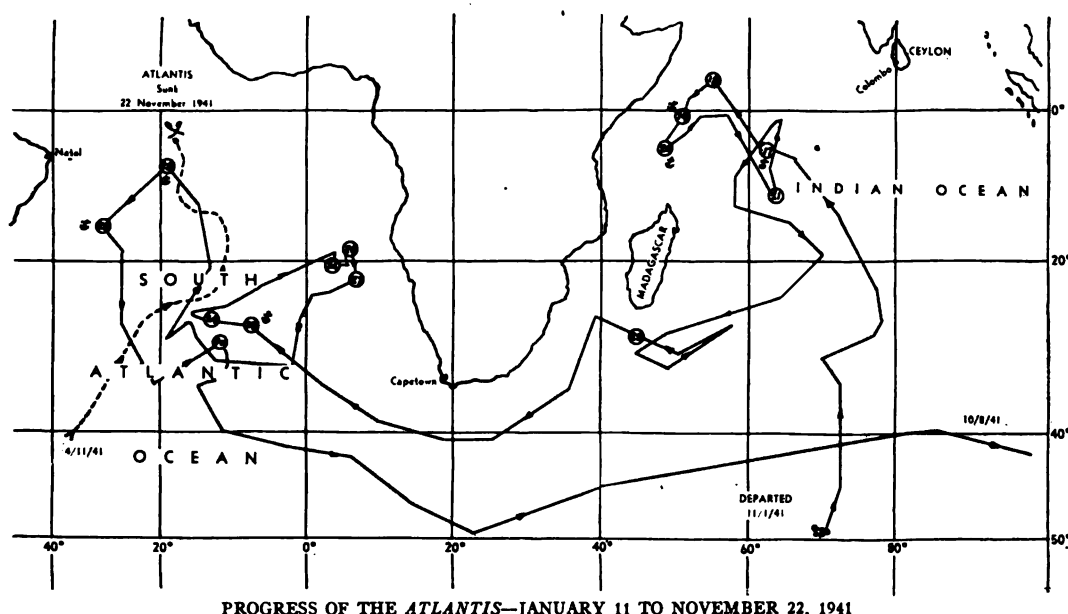 ATLANTIS
Sunk
22 November 1941
CEYLON
Colombo
0°
Natal
INDIAN OCEAN
MADAGASCAR
20°
SOUTH
ATLANTIC
Capetown
4/11/41
OCEAN
10/8/41
40°
DEPARTED
11/1/41
50°
40°
20°
0°
20°
40°
60°
80°
PROGRESS OF THE ATLANTIS—JANUARY 11 TO NOVEMBER 22, 1941